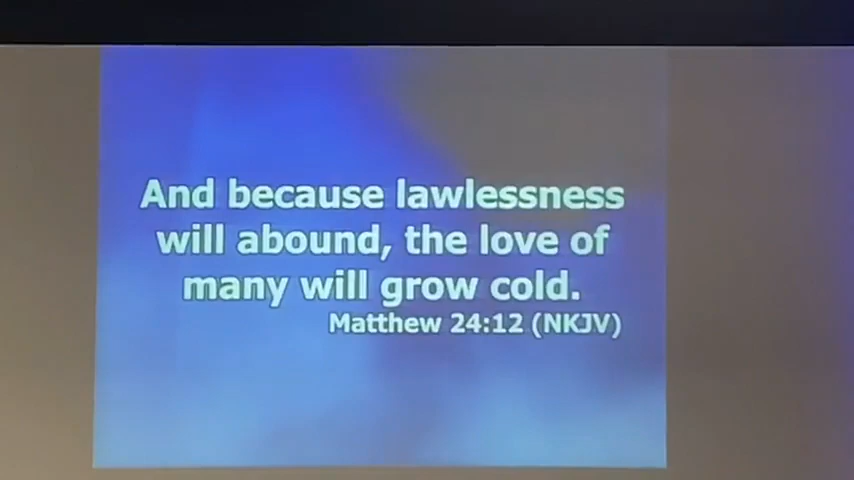 And because lawlessness
will abound, the love of
many will grow cold.
Matthew 24:12 (NKJV)